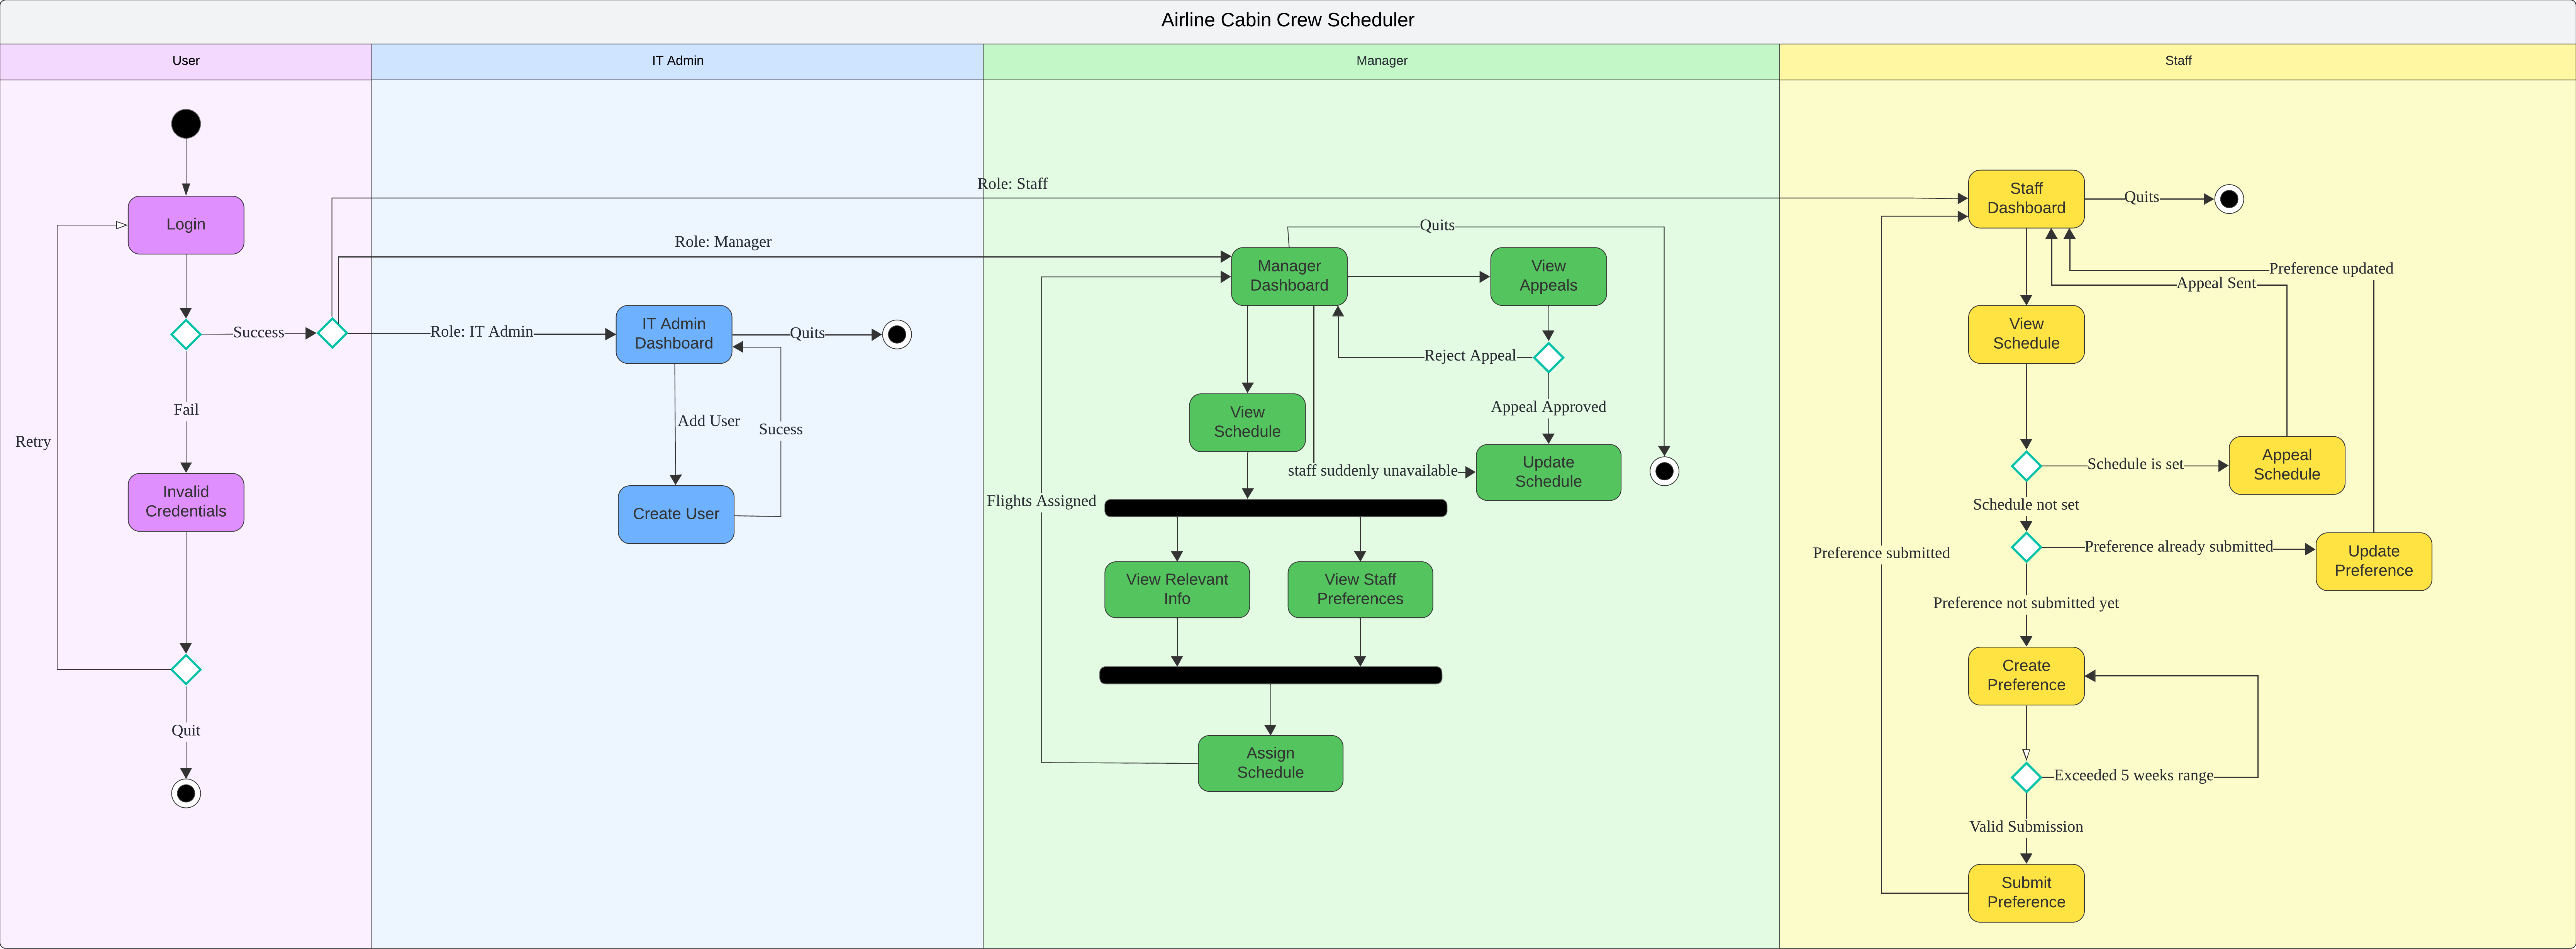 Airline Cabin Crew Scheduler
User
IT Admin
Manager
Staff
Login
Success
Fail
Retry
Invalid
Credentials
Quit
Role: Staff
Role: Manager
Role: IT Admin
IT Admin
Dashboard
Quits
Add User
Sucess
Create User
Quits
Manager
Dashboard
View
Appeals
Reject Appeal
Appeal Approved
View
Schedule
staff suddenly unavailable
Update
Schedule
Flights Assigned
View Relevant
Info
View Staff
Preferences
Assign
Schedule
Staff
Dashboard
Quits
Preference updated
Appeal Sent
View
Schedule
Schedule is set
Appeal
Schedule
Schedule not set
Preference already submitted
Update
Preference
Preference submitted
Preference not submitted yet
Create
Preference
Exceeded 5 weeks range
Valid Submission
Submit
Preference